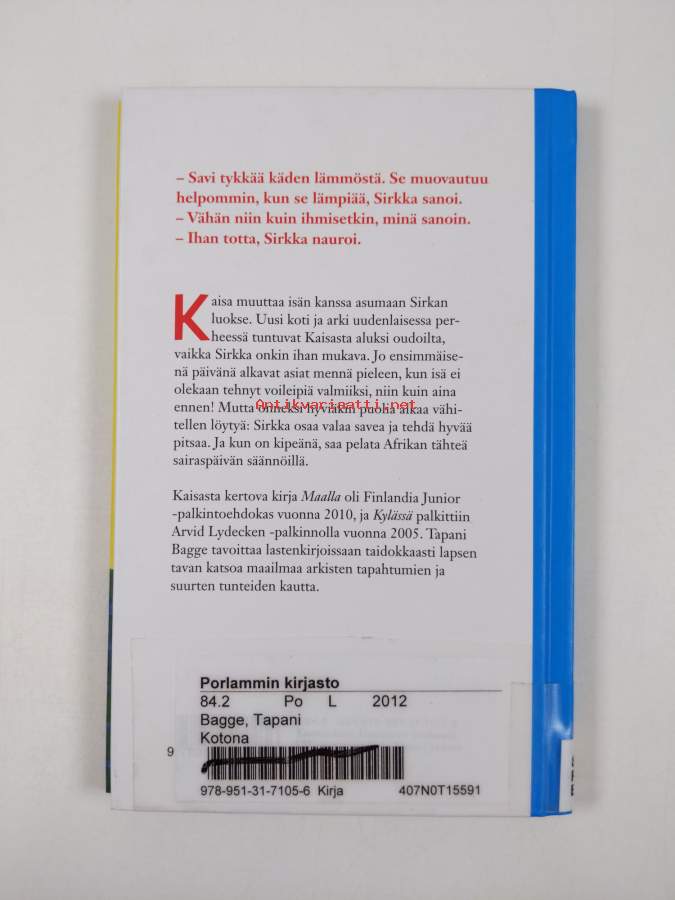 – Savi tykkää käden lämmöstä. Se muovautuu
helpommin, kun se lämpiää, Sirkka sanoi.
– Vähän niin kuin ihmisetkin, minä sanoin.
– Ihan totta, Sirkka nauroi.
Kaisa muuttaa isän kanssa asumaan Sirkan
luokse. Uusi koti ja arki uudenlaisessa per-
heessä tuntuvat Kaisasta aluksi oudoilta,
vaikka Sirkka onkin ihan mukava. Jo ensimmäise-
nä päivänä alkavat asiat mennä pieleen, kun isä ei
olekaan tehnyt voileipiä valmiiksi, niin kuin aina
ennen! Mutta onneksi hyviäkin puolia alkaa vähi-
Antikvariaatti.net
tellen löytyä: Sirkka osaa valaa savea ja tehdä hyvää
pitsaa. Ja kun on kipeänä, saa pelata Afrikan tähteä
sairaspäivän säännöillä.
Kaisasta kertova kirja Maalla oli Finlandia Junior
-palkintoehdokas vuonna 2010, ja Kylässä palkittiin
Arvid Lydecken -palkinnolla vuonna 2005. Tapani
Bagge tavoittaa lastenkirjoissaan taidokkaasti lapsen
tavan katsoa maailmaa arkisten tapahtumien ja
suurten tunteiden kautta.
Porlammin kirjasto
84.2 Po L 2012
Bagge, Tapani
Kotona
9
978-951-31-7105-6 Kirja 407N0T15591